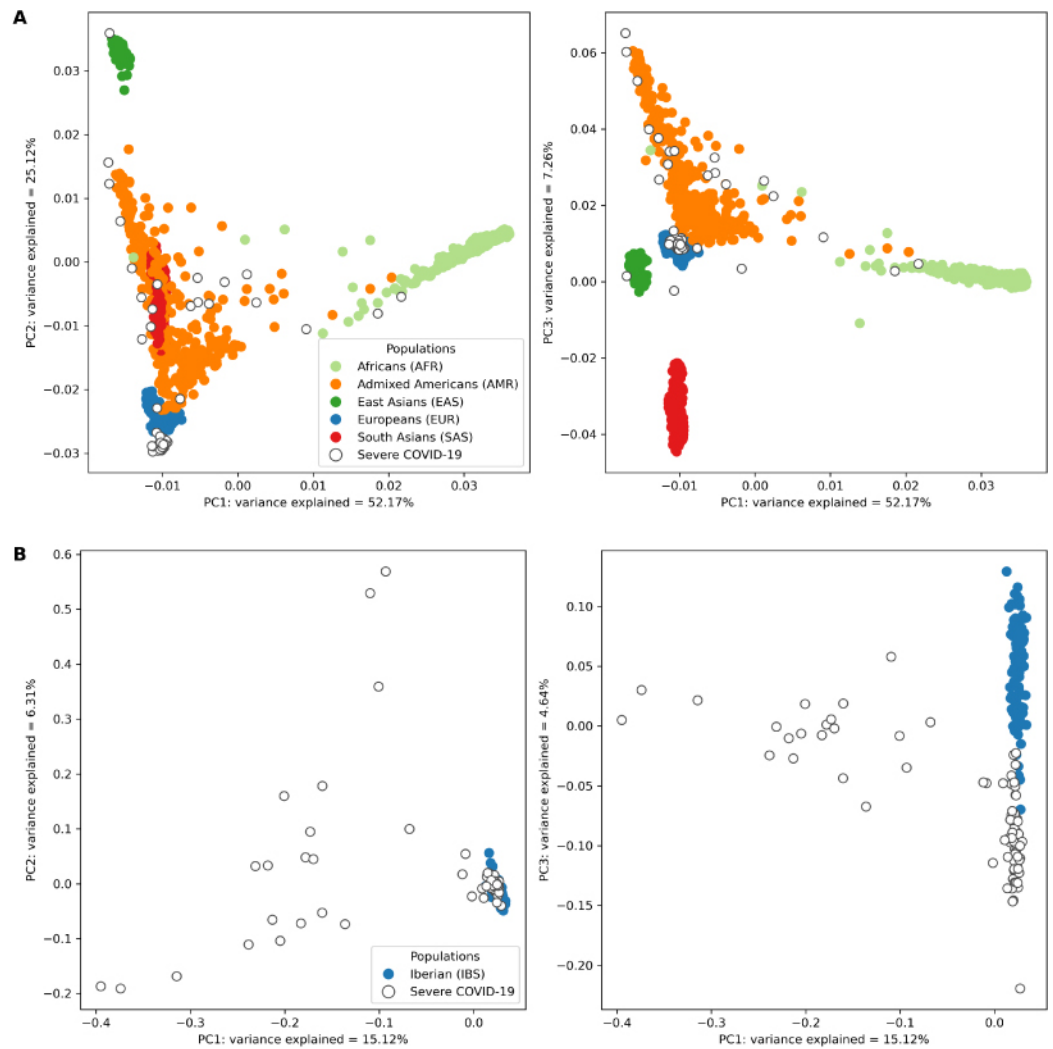 A
0.03
0.02
0.01
0.00
−0.01
−0.02
−0.03
PC2: variance explained = 25.12%
−0.01
0.00
0.01
0.02
0.03
PC1: variance explained = 52.17%
Populations
Africans (AFR)
Admixed Americans (AMR)
East Asians (EAS)
Europeans (EUR)
South Asians (SAS)
Severe COVID-19
0.06
0.04
0.02
0.00
−0.02
−0.04
PC3: variance explained = 7.26%
−0.01
0.00
0.01
0.02
0.03
PC1: variance explained = 52.17%
B
0.6
0.5
0.4
0.3
0.2
0.1
0.0
−0.1
−0.2
PC2: variance explained = 6.31%
−0.4
−0.3
−0.2
−0.1
0.0
PC1: variance explained = 15.12%
Populations
Iberian (IBS)
Severe COVID-19
0.10
0.05
0.00
−0.05
−0.10
−0.15
−0.20
PC3: variance explained = 4.64%
−0.4
−0.3
−0.2
−0.1
0.0
PC1: variance explained = 15.12%